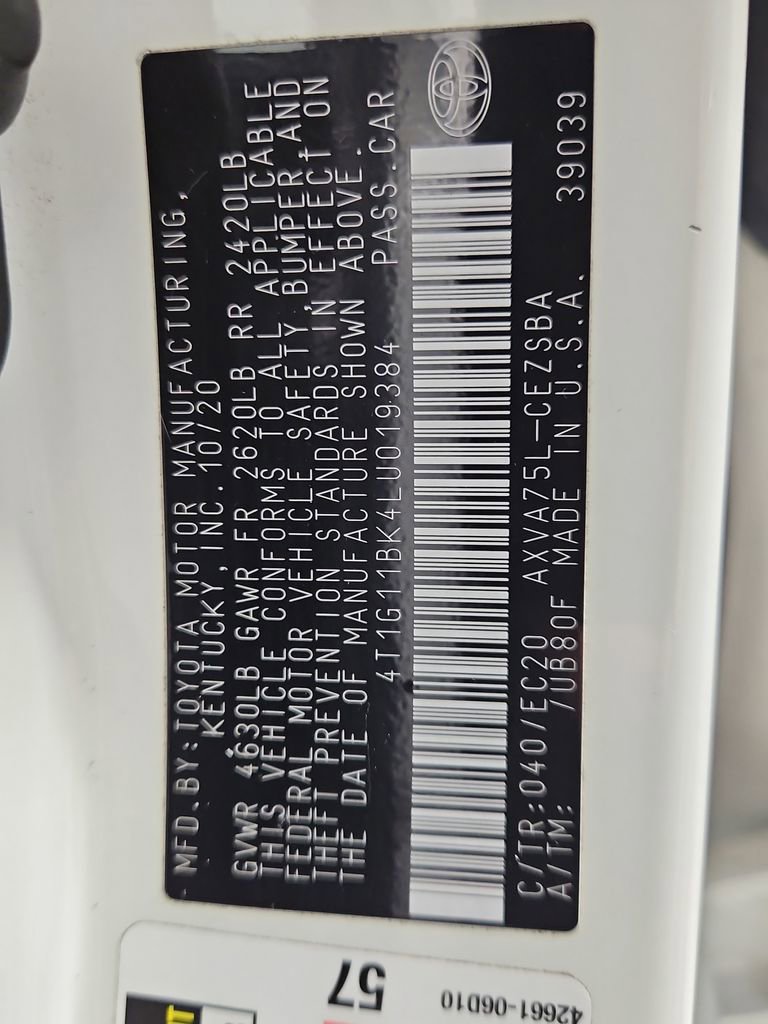 MFD.BY:TOYOTA MOTOR MANUFACTURING,
KENTUCKY, INC. 10/20
GVWR 4630LB GAWR FR 2620LB RR 2420LB
THIS VEHICLE CONFORMS TO ALL APPLICABLE
FEDERAL MOTOR VEHICLE SAFETY, BUMPER, AND
THEFT PREVENTION STANDARDS IN EFFECT ON
THE DATE OF MANUFACTURE SHOWN ABOVE.
4T1G11BK4LU019384 PASS.CAR
C/TR:040/EC20 AXVA75L-CEZSBA
A/TM: /UB80F MADE IN U.S.A. 39039
57
42661-06D10